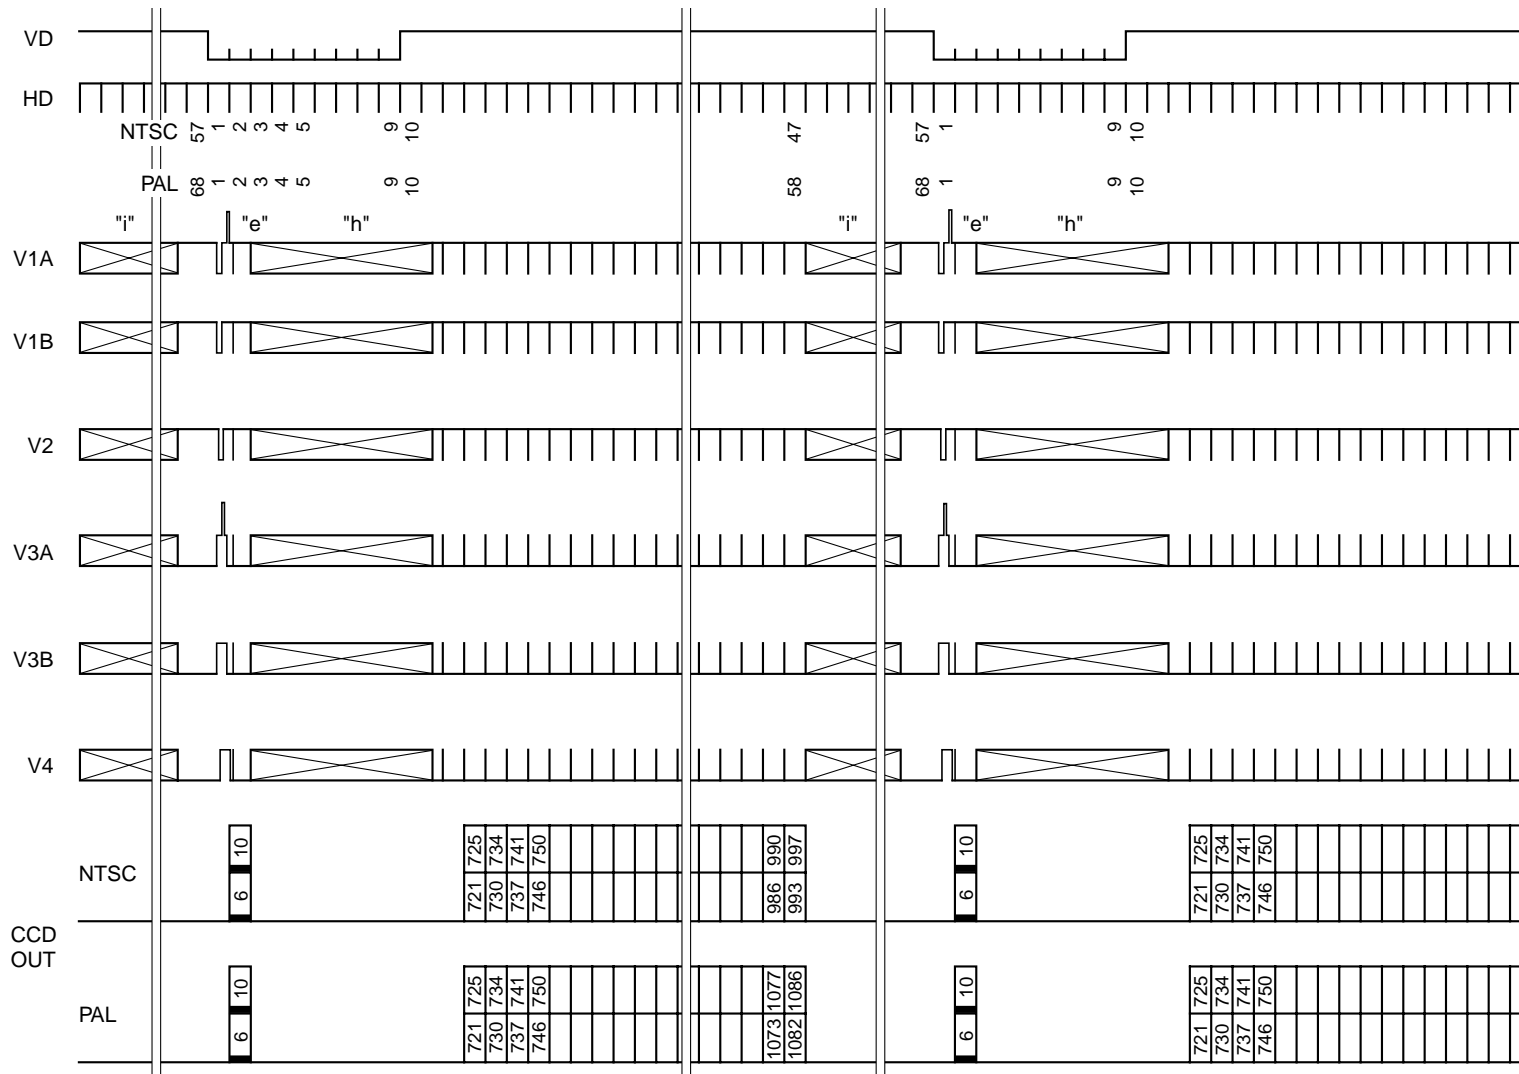 VD
HD
NTSC 57 1 2 3 4 5 9 10 47 57 1 9 10
PAL 68 1 2 3 4 5 9 10 58 68 1 9 10
"i" "e" "h" "i" "e" "h"
V1A
V1B
V2
V3A
V3B
V4
NTSC
10 725 734 741 750 990 997 10 725 734 741 750
6 721 730 737 746 986 993 6 721 730 737 746
CCD
OUT
PAL
10 725 734 741 750 1077 1086 10 725 734 741 750
6 721 730 737 746 1073 1082 6 721 730 737 746